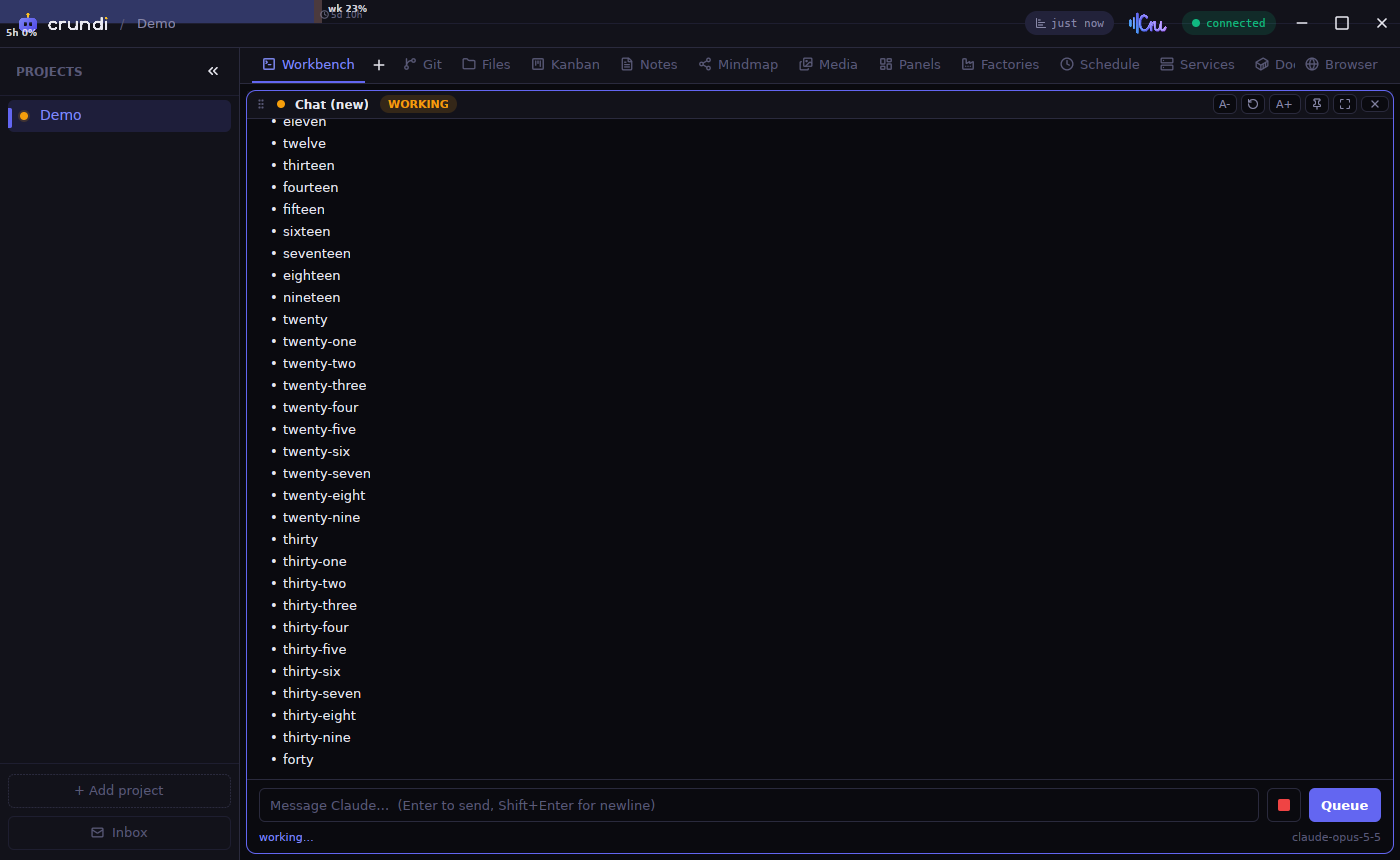 wk 23%
5d 10h
5h 0%
crundi / Demo
just now
Cru
connected
PROJECTS
Workbench
Git
Files
Kanban
Notes
Mindmap
Media
Panels
Factories
Schedule
Services
Doc
Browser
Demo
Chat (new)
WORKING
A-
A+
• eleven
• twelve
• thirteen
• fourteen
• fifteen
• sixteen
• seventeen
• eighteen
• nineteen
• twenty
• twenty-one
• twenty-two
• twenty-three
• twenty-four
• twenty-five
• twenty-six
• twenty-seven
• twenty-eight
• twenty-nine
• thirty
• thirty-one
• thirty-two
• thirty-three
• thirty-four
• thirty-five
• thirty-six
• thirty-seven
• thirty-eight
• thirty-nine
• forty
+ Add project
Inbox
Message Claude... (Enter to send, Shift+Enter for newline)
Queue
working...
claude-opus-5-5